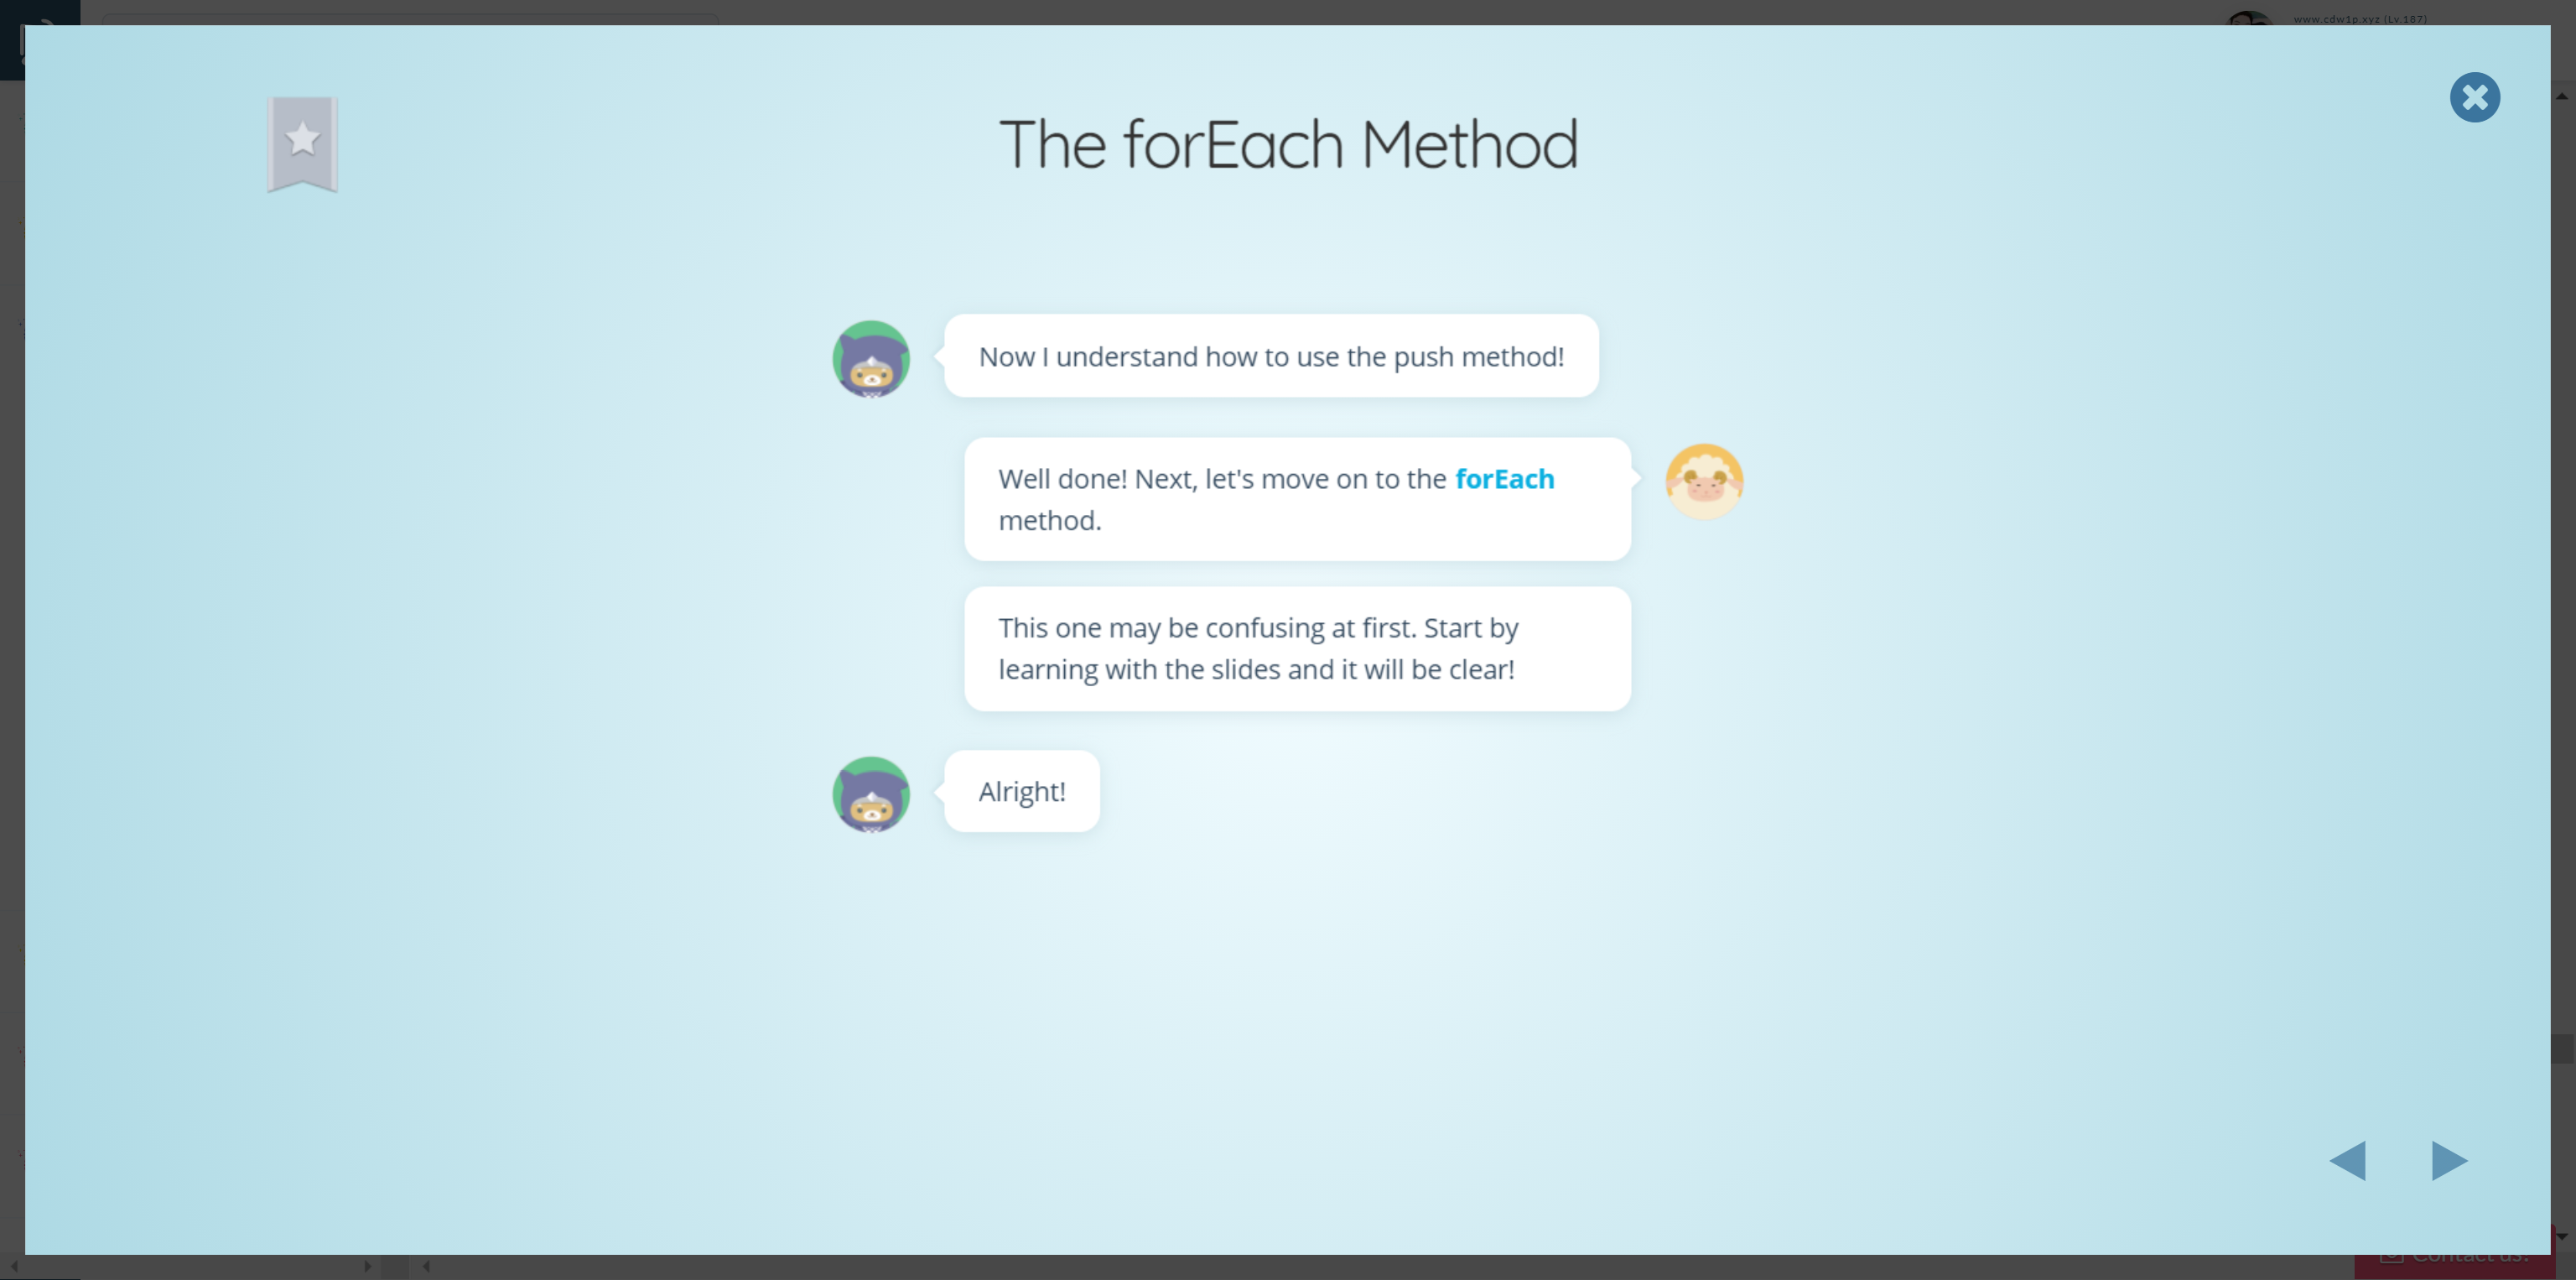 www.cdw1p.xyz (Lv.187)
The forEach Method
Now I understand how to use the push method!
Well done! Next, let's move on to the forEach
method.
This one may be confusing at first. Start by
learning with the slides and it will be clear!
Alright!
Contact us!